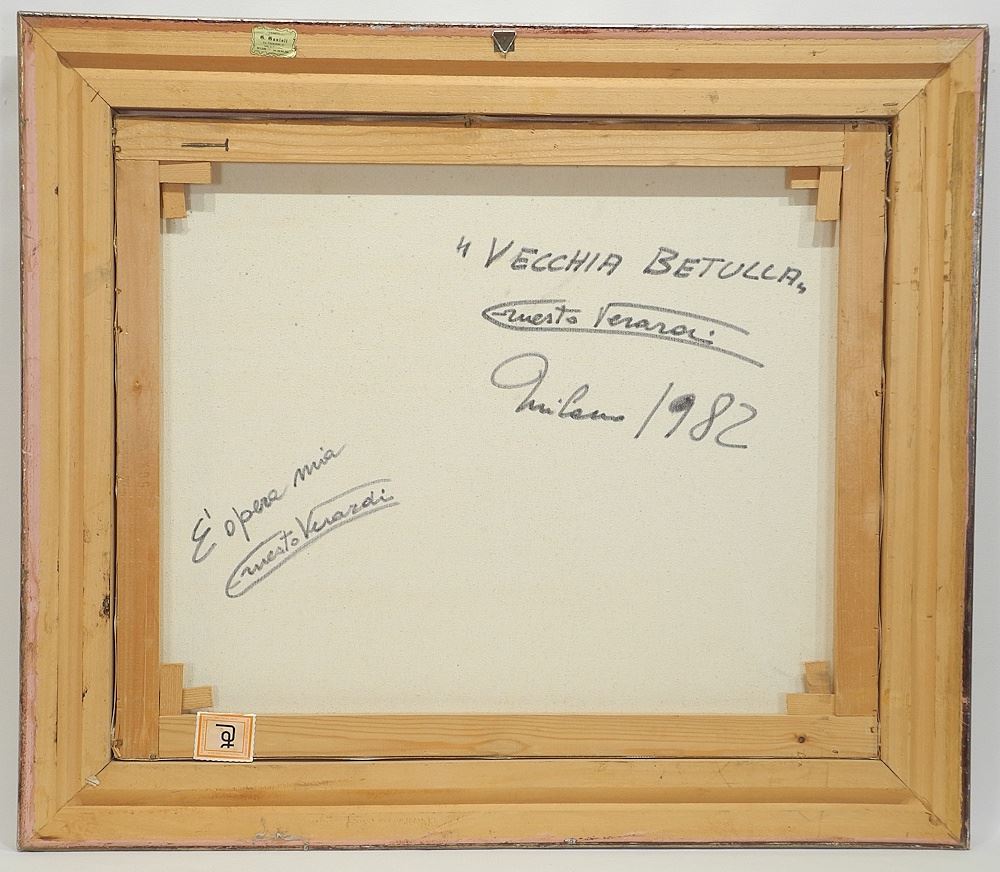 "VECCHIA BETULLA"
Ernesto Verardi
Milano 1982
E' opera mia
Ernesto Verardi